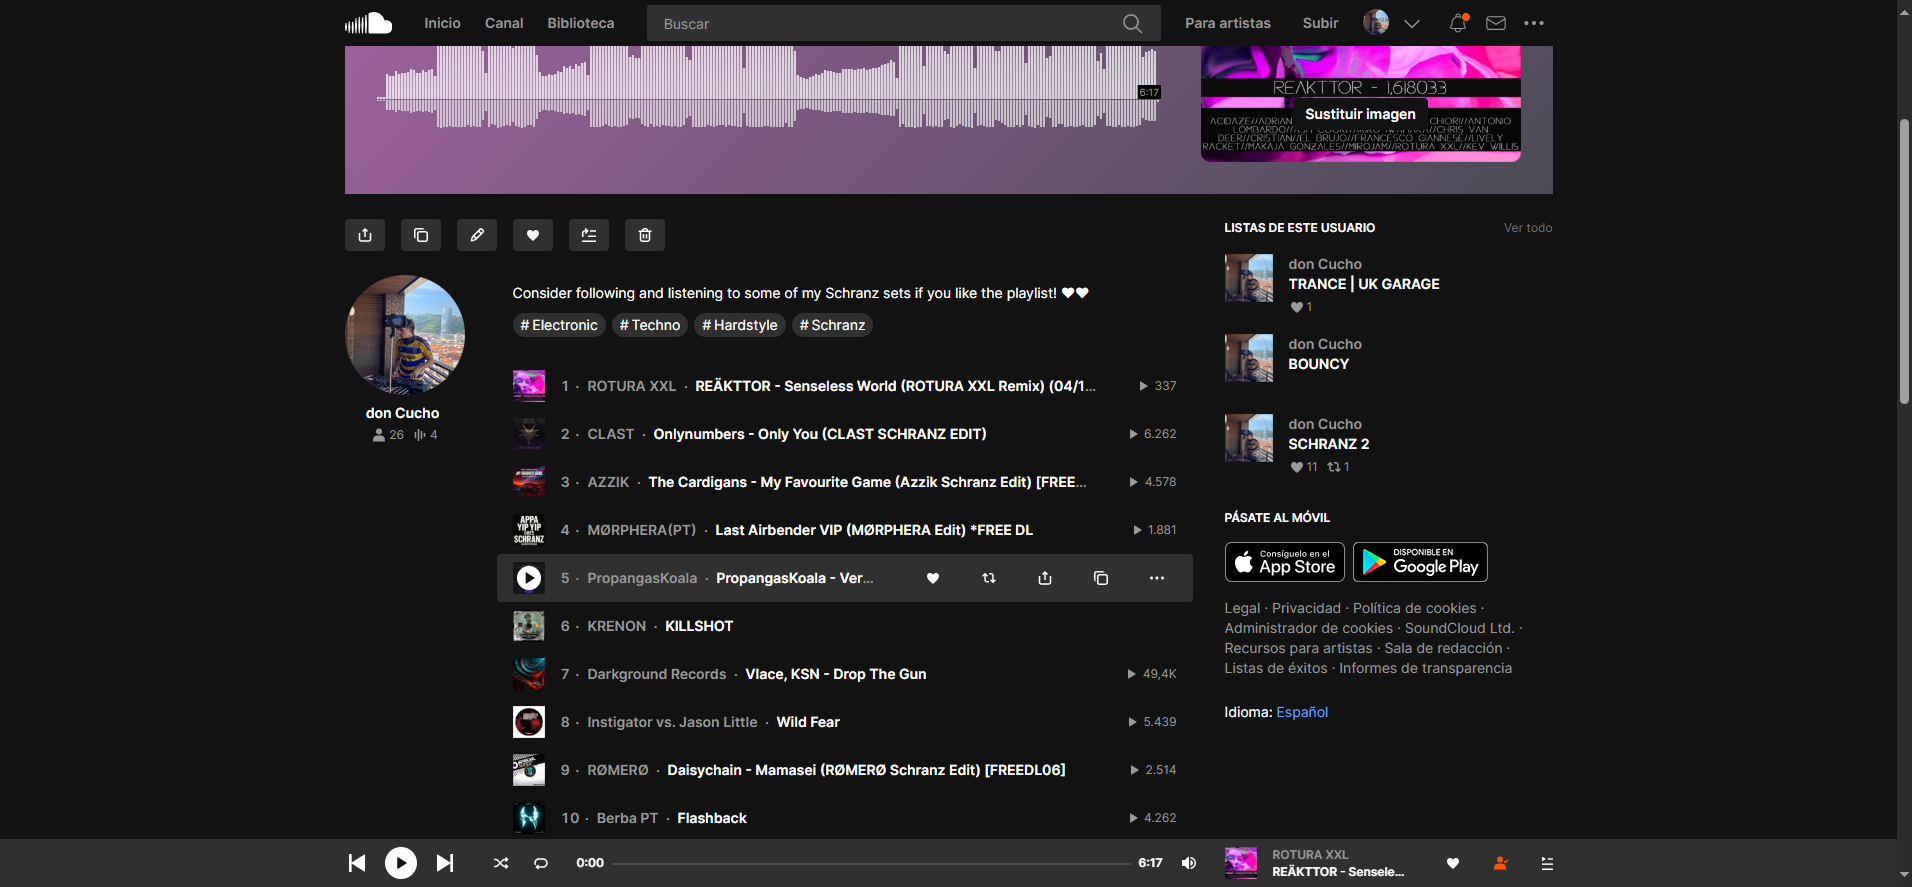 Inicio
Canal
Biblioteca
Buscar
Para artistas
Subir
6:17
REAKTTOR - 1,618033
Sustituir imagen
ACIDAZE//ADRIAN CHIORI//ANTONIO
LOMBARDO// COOK//AKIRO //CHRIS VAN
DEER//CRISTIAN//EL BRUJO//FRANCESCO GIANNESE//LIVELY
RACKET//MAKAJA GONZALES//MIROJAM//ROTURA XXL//KEV WILLIS
Consider following and listening to some of my Schranz sets if you like the playlist! ♥♥
# Electronic
# Techno
# Hardstyle
# Schranz
don Cucho
26
4
1 · ROTURA XXL · REÄKTTOR - Senseless World (ROTURA XXL Remix) (04/1... 337
2 · CLAST · Onlynumbers - Only You (CLAST SCHRANZ EDIT) 6.262
3 · AZZIK · The Cardigans - My Favourite Game (Azzik Schranz Edit) [FREE... 4.578
APPA
YIP YIP
GOES
SCHRANZ
4 · MØRPHERA(PT) · Last Airbender VIP (MØRPHERA Edit) *FREE DL 1.881
5 · PropangasKoala · PropangasKoala - Ver...
6 · KRENON · KILLSHOT
7 · Darkground Records · Vlace, KSN - Drop The Gun 49,4K
8 · Instigator vs. Jason Little · Wild Fear 5.439
9 · RØMERØ · Daisychain - Mamasei (RØMERØ Schranz Edit) [FREEDL06] 2.514
10 · Berba PT · Flashback 4.262
LISTAS DE ESTE USUARIO
Ver todo
don Cucho
TRANCE | UK GARAGE
1
don Cucho
BOUNCY
don Cucho
SCHRANZ 2
11 1
PÁSATE AL MÓVIL
Consíguelo en el
App Store
DISPONIBLE EN
Google Play
Legal · Privacidad · Política de cookies ·
Administrador de cookies · SoundCloud Ltd. ·
Recursos para artistas · Sala de redacción ·
Listas de éxitos · Informes de transparencia
Idioma: Español
0:00
6:17
ROTURA XXL
REÄKTTOR - Sensele...